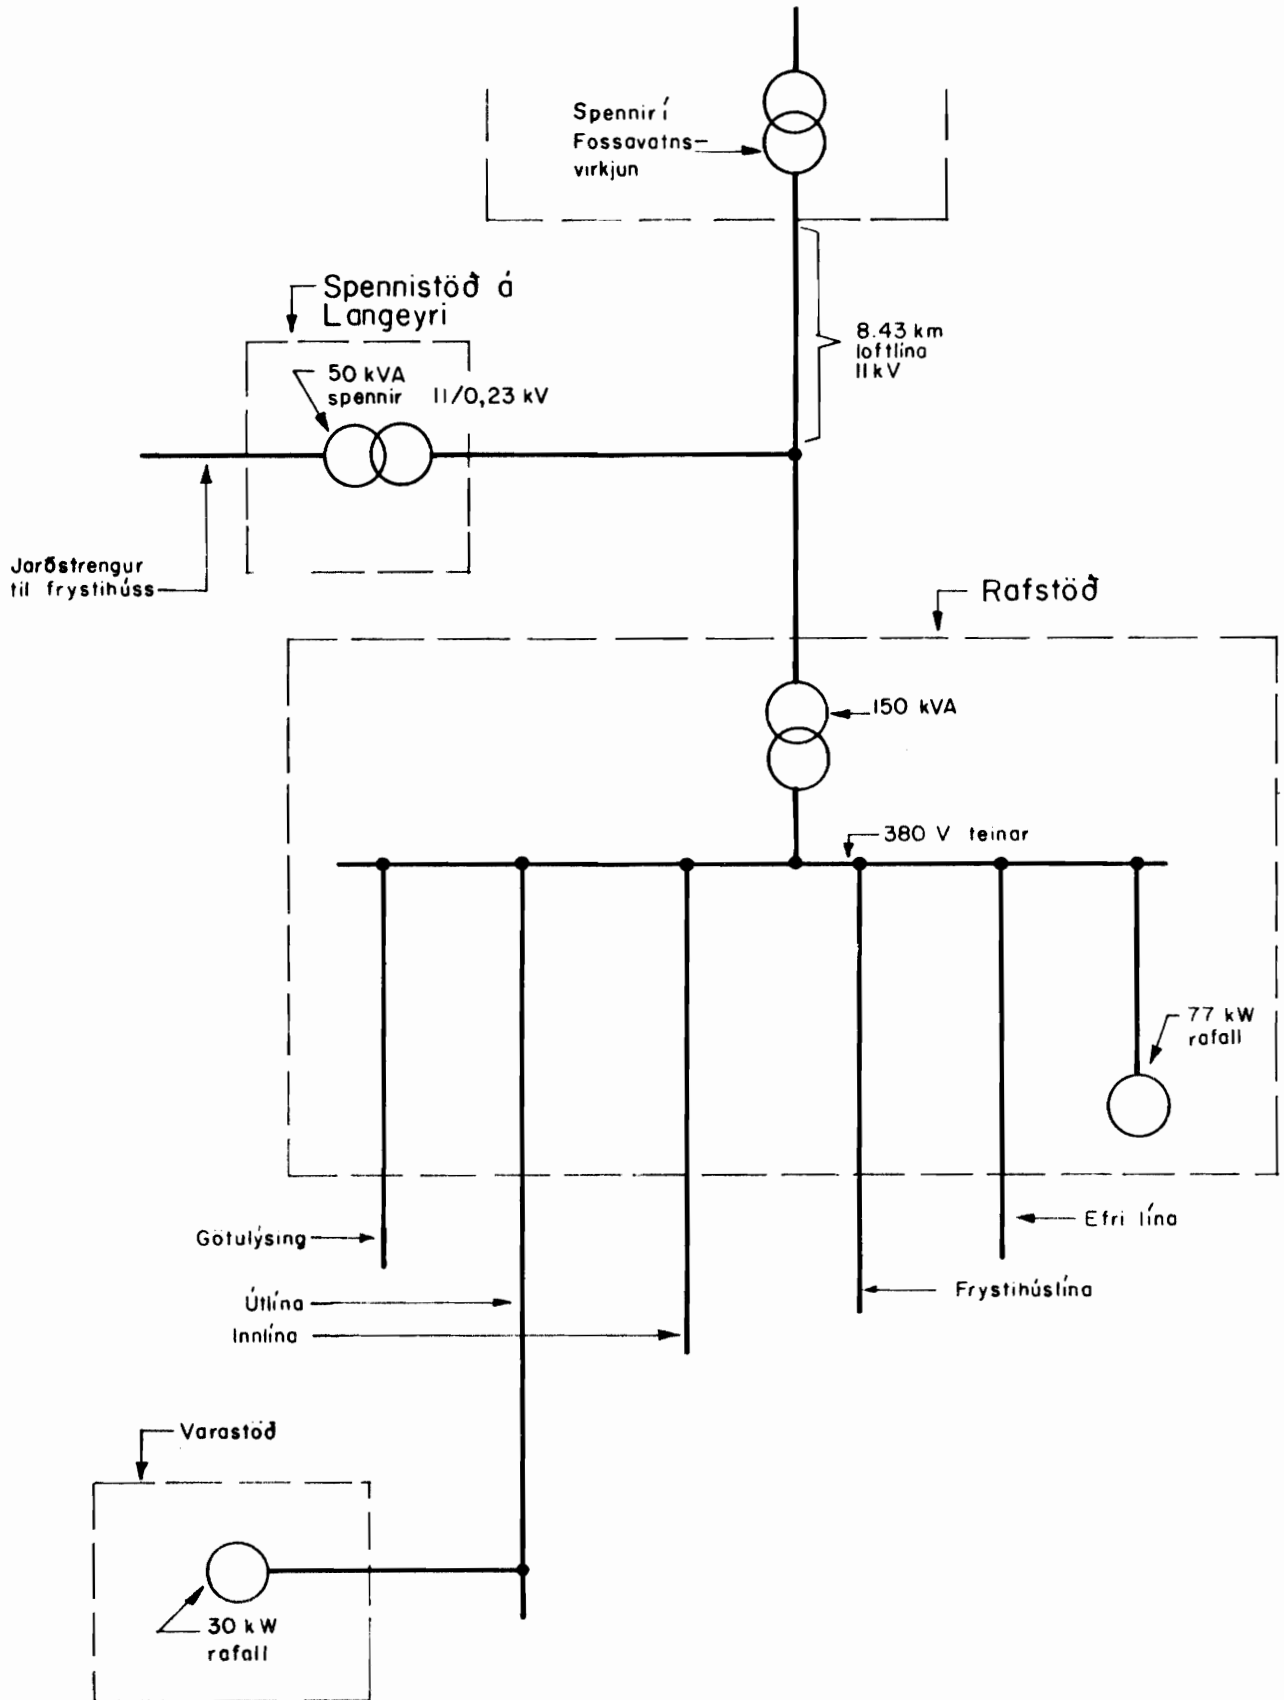 Spennir í
Fossavatns-
virkjun
Spennistöð á
Langeyri
8.43 km
loftlína
11 kV
50 kVA
spennir 11/0,23 kV
Jarðstrengur
til frystihúss
Rafstöð
150 kVA
380 V teinar
77 kW
rafall
Götulýsing
Efri lína
Útlína
Frystihúslína
Innlína
Varastöð
30 kW
rafall